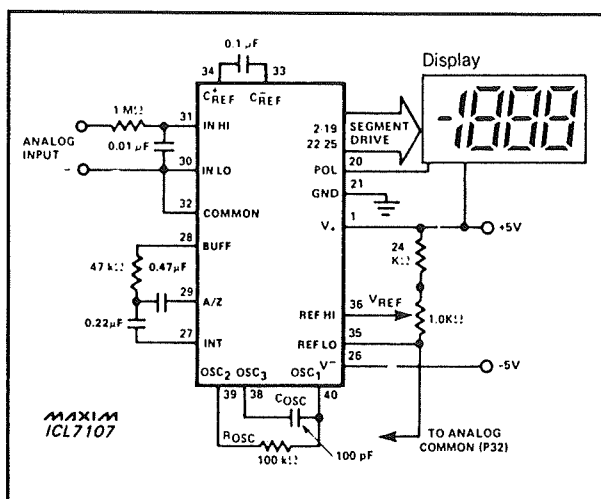 0.1 µF
34 33
C+REF C-REF
Display
1 MΩ
31
IN HI
ANALOG
INPUT
0.01 µF
-
30
IN LO
32
COMMON
28
BUFF
47 kΩ
0.47µF
29
A/Z
0.22µF
27
INT
2-19
22 25
SEGMENT
DRIVE
20
POL
21
GND
1
V+
+5V
24
KΩ
36
REF HI
VREF
1.0KΩ
35
REF LO
26
V-
-5V
OSC2 OSC3 OSC1
39 38 40
COSC
ROSC
100 kΩ
100 pF
TO ANALOG
COMMON (P32)
MAXIM
ICL7107
-1888